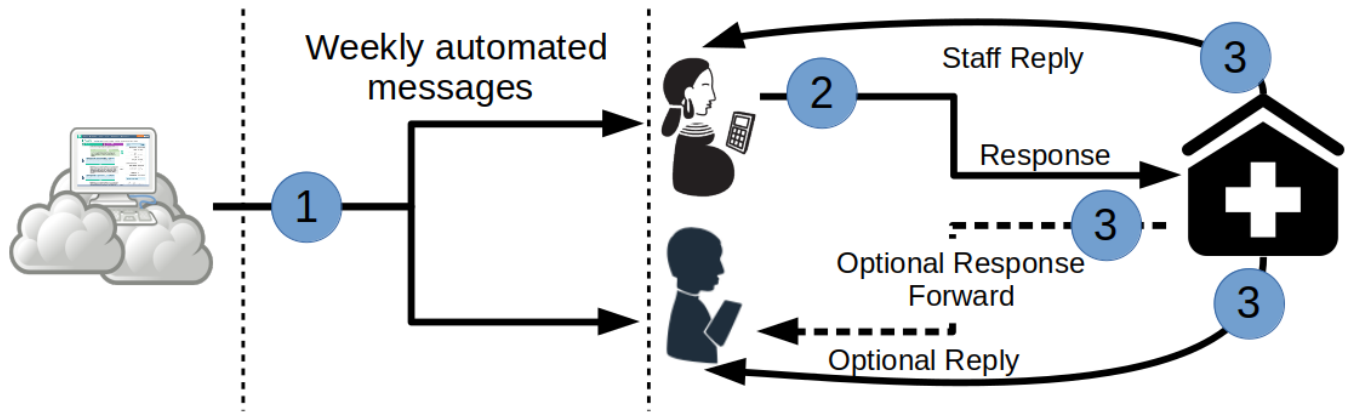 Weekly automated
messages
1
2
3
Staff Reply
Response
3
Optional Response
Forward
3
Optional Reply